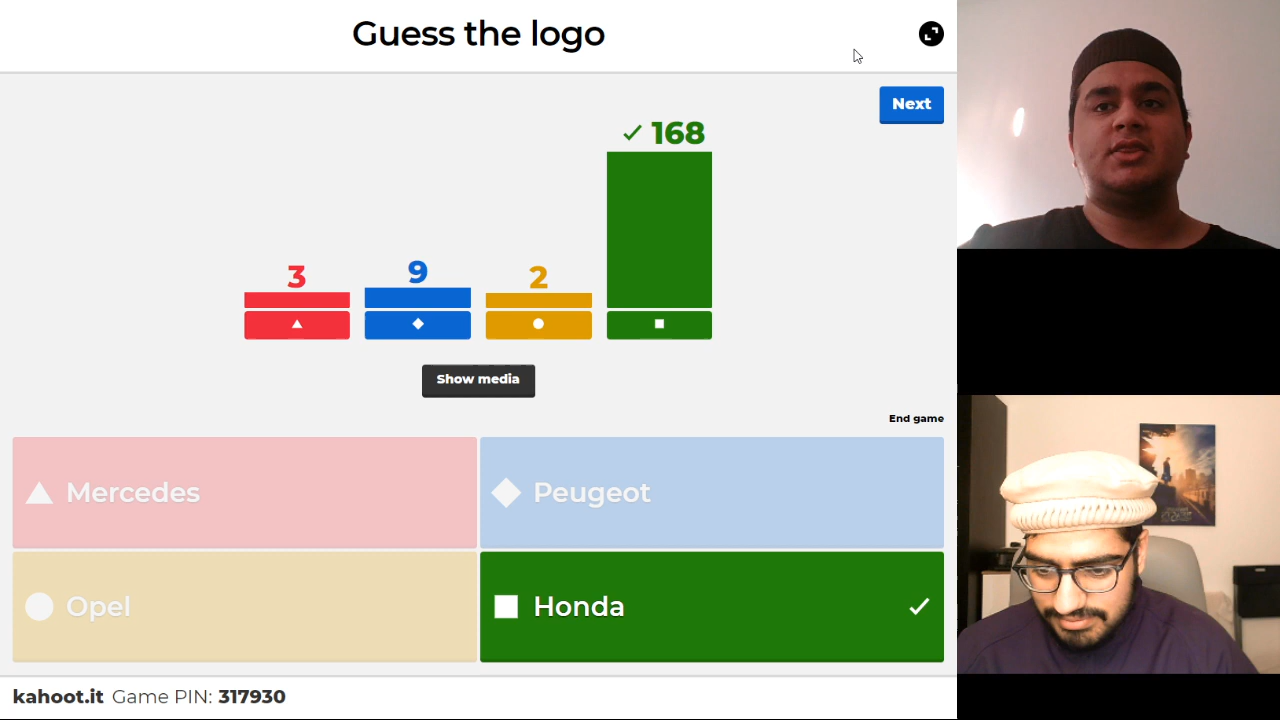 Guess the logo
Next
168
3
9
2
Show media
End game
Mercedes
Peugeot
Opel
Honda
kahoot.it Game PIN: 317930